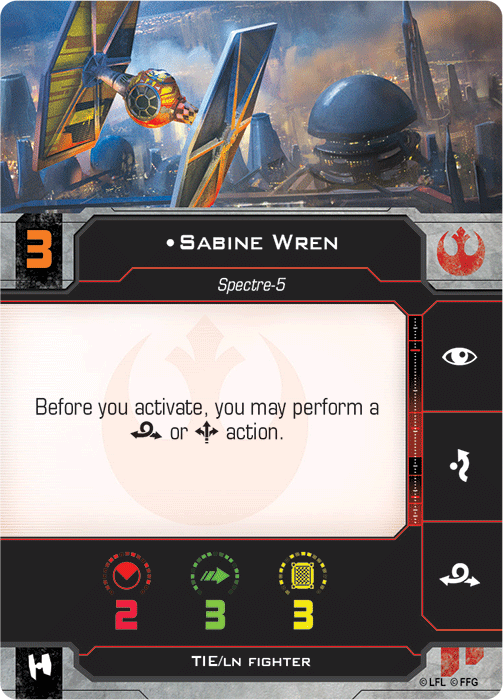 3
•Sabine Wren
Spectre-5
Before you activate, you may perform a
or action.
2 3 3
TIE/LN FIGHTER
©LFL ©FFG